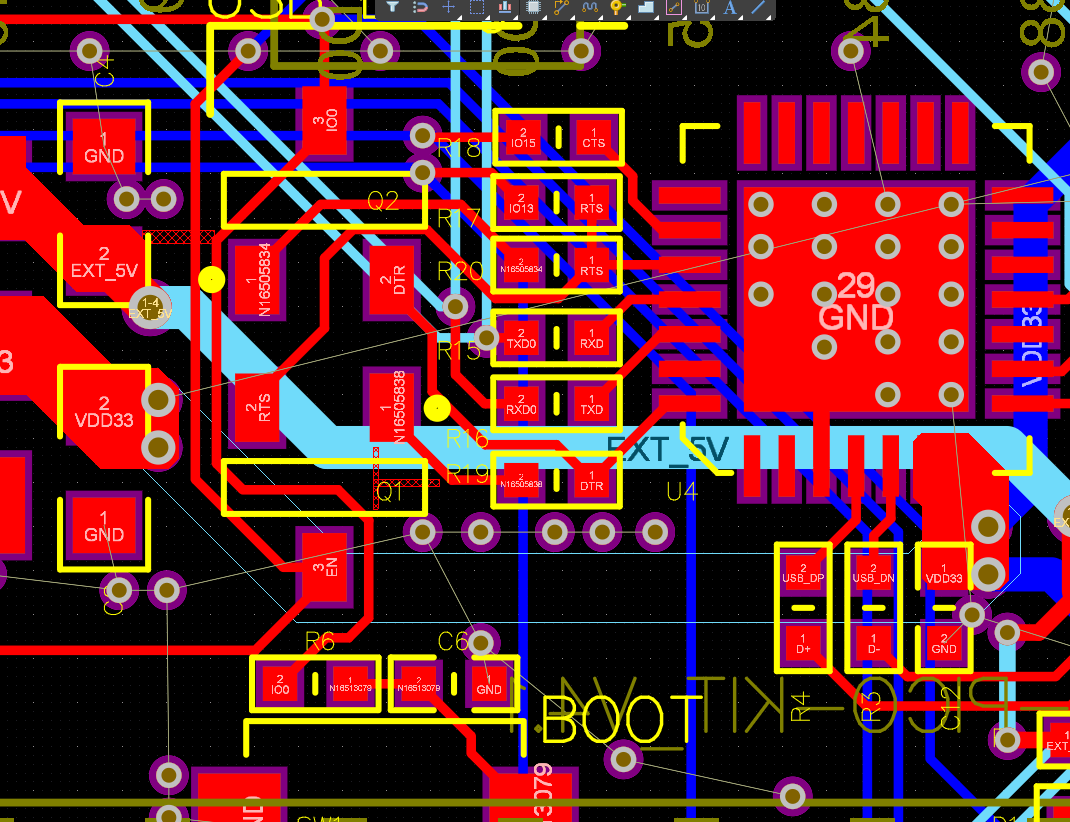 C4
3
IO0
1
GND
R18
2
IO15
1
CTS
Q2
R17
2
IO13
1
RTS
2
EXT_5V
1
N16505834
2
DTR
R20
2
N16505834
1
RTS
29
GND
1-4
EXT_5V
R15
2
TXD0
1
RXD
VDD33
2
VDD33
2
RTS
1
N16505838
2
RXD0
1
TXD
R16
EXT_5V
R19
2
N16505838
1
DTR
Q1
U4
1
GND
3
EN
2
USB_DP
2
USB_DN
1
VDD33
R6
C6
1
D+
1
D-
2
GND
2
IO0
1
N16513079
2
N16513079
1
GND
R4
R3
C12
BOOT
PICO-KIT_V4.1
SW1